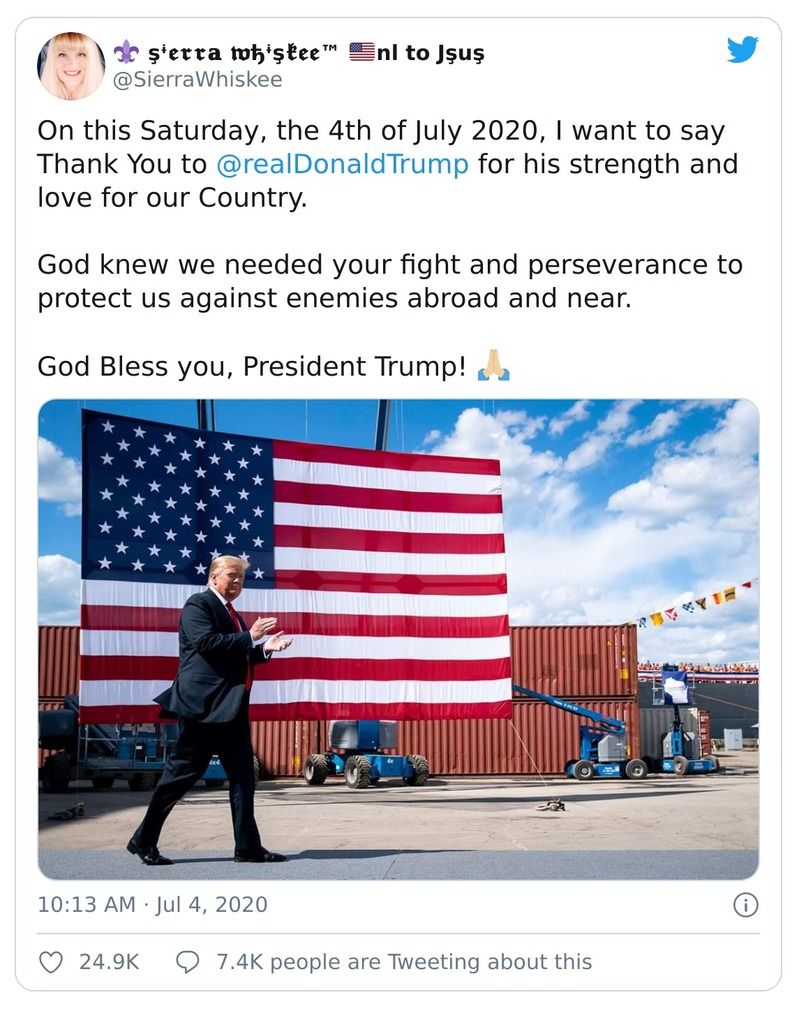 ⚜️ şⁱ𝖊𝖗𝖗𝖆 𝖜𝖍ⁱş𝖐𝖊𝖊™ 🇺🇸nl to Jşuş
@SierraWhiskee
On this Saturday, the 4th of July 2020, I want to say
Thank You to @realDonaldTrump for his strength and
love for our Country.
God knew we needed your fight and perseverance to
protect us against enemies abroad and near.
God Bless you, President Trump! 🙏🏼
10:13 AM · Jul 4, 2020
24.9K 7.4K people are Tweeting about this